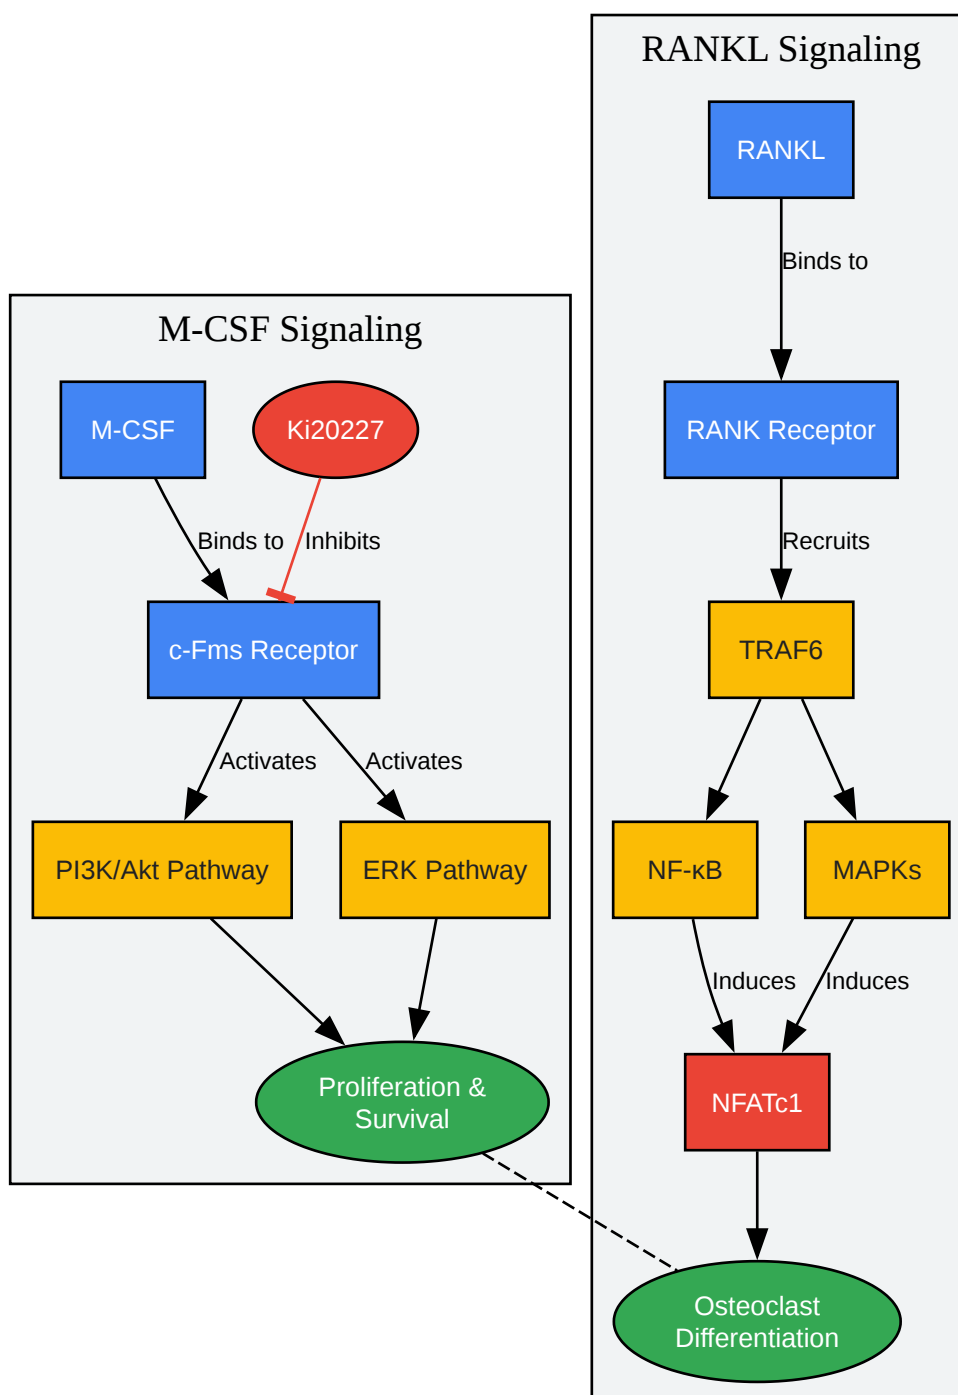 RANKL Signaling
RANKL
Binds to
RANK Receptor
Recruits
TRAF6
NF-κB
MAPKs
Induces
Induces
NFATc1
Osteoclast
Differentiation
M-CSF Signaling
M-CSF
Ki20227
Binds to
Inhibits
c-Fms Receptor
Activates
Activates
PI3K/Akt Pathway
ERK Pathway
Proliferation &
Survival